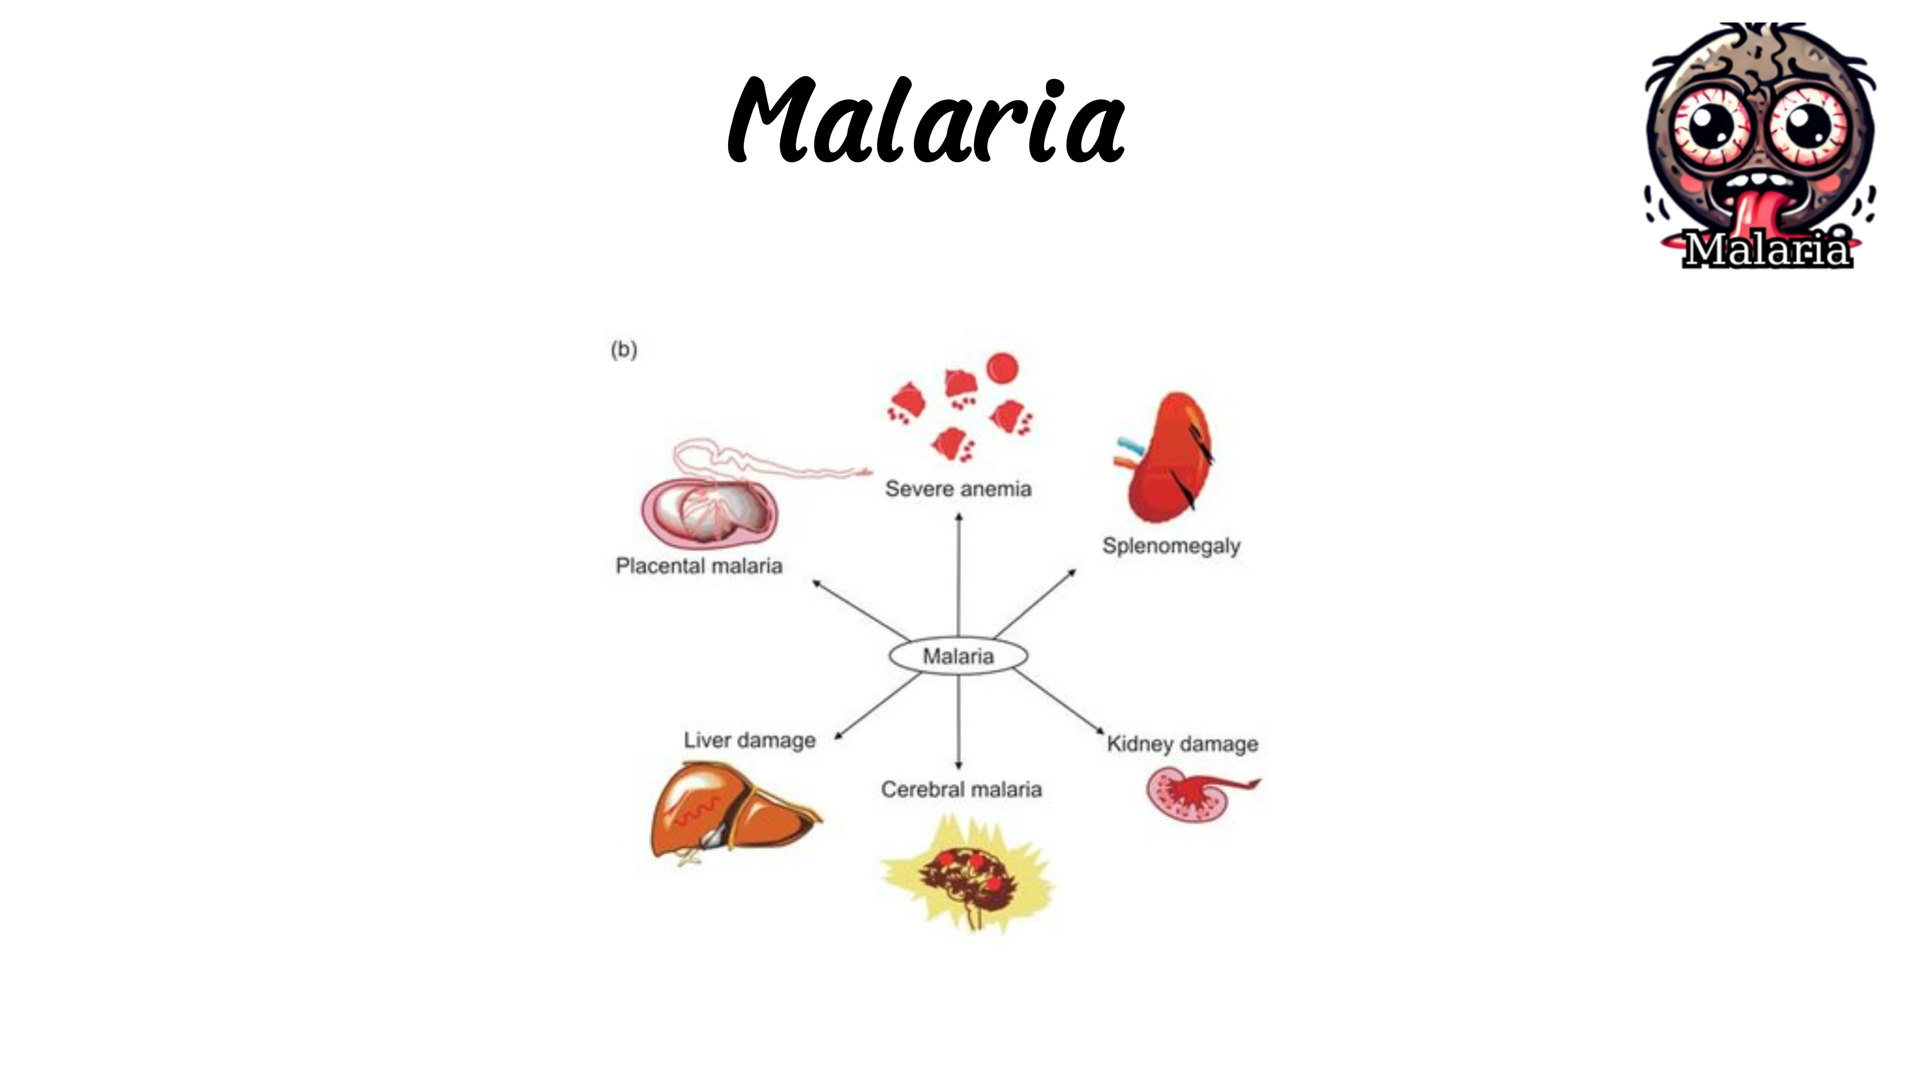 Malaria
Malaria
(b)
Severe anemia
Splenomegaly
Placental malaria
Malaria
Liver damage
Kidney damage
Cerebral malaria